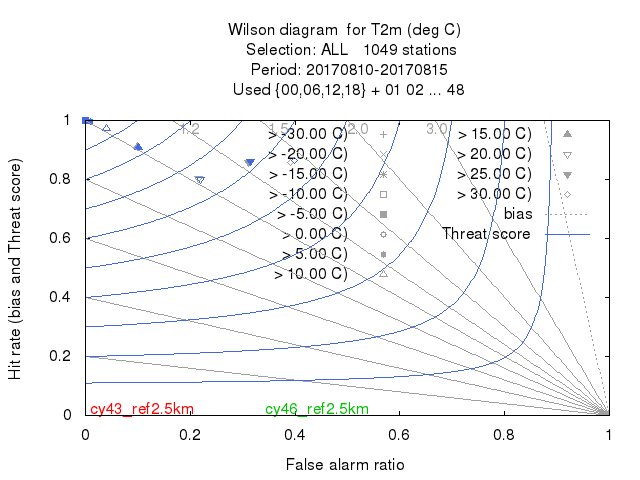 Wilson diagram  for T2m (deg C)
Selection: ALL   1049 stations
Period: 20170810-20170815
Used {00,06,12,18} + 01 02 ... 48
Hit rate (bias and Threat score)
1
0.8
0.6
0.4
0.2
0
1.2
1.5
2.0
3.0
> -30.00 C)
> -20.00 C)
> -15.00 C)
> -10.00 C)
> -5.00 C)
> 0.00 C)
> 5.00 C)
> 10.00 C)
> 15.00 C)
> 20.00 C)
> 25.00 C)
> 30.00 C)
bias
Threat score
cy43_ref2.5km
cy46_ref2.5km
0
0.2
0.4
0.6
0.8
1
False alarm ratio